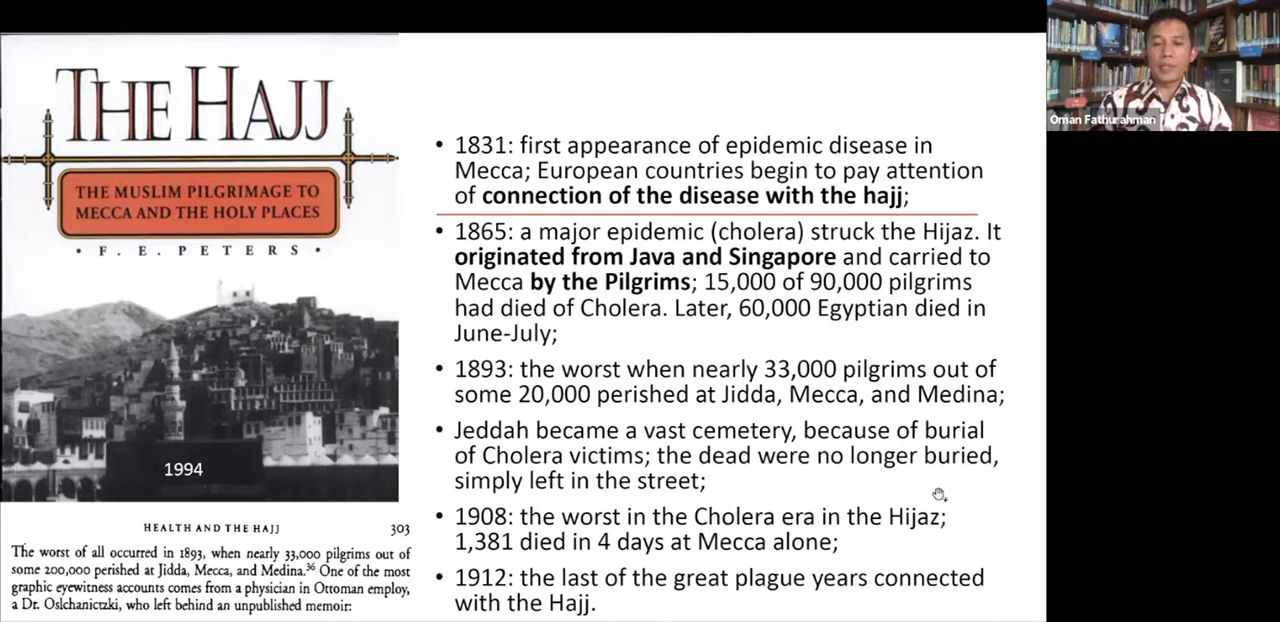 THE HAJJ
THE MUSLIM PILGRIMAGE TO
MECCA AND THE HOLY PLACES
• F. E. PETERS •
1994
HEALTH AND THE HAJJ 303
The worst of all occurred in 1893, when nearly 33,000 pilgrims out of
some 200,000 perished at Jidda, Mecca, and Medina.36 One of the most
graphic eyewitness accounts comes from a physician in Ottoman employ,
a Dr. Oslchanictzki, who left behind an unpublished memoir:
• 1831: first appearance of epidemic disease in
Mecca; European countries begin to pay attention
of connection of the disease with the hajj;
• 1865: a major epidemic (cholera) struck the Hijaz. It
originated from Java and Singapore and carried to
Mecca by the Pilgrims; 15,000 of 90,000 pilgrims
had died of Cholera. Later, 60,000 Egyptian died in
June-July;
• 1893: the worst when nearly 33,000 pilgrims out of
some 20,000 perished at Jidda, Mecca, and Medina;
• Jeddah became a vast cemetery, because of burial
of Cholera victims; the dead were no longer buried,
simply left in the street;
• 1908: the worst in the Cholera era in the Hijaz;
1,381 died in 4 days at Mecca alone;
• 1912: the last of the great plague years connected
with the Hajj.
Oman Fathurahman